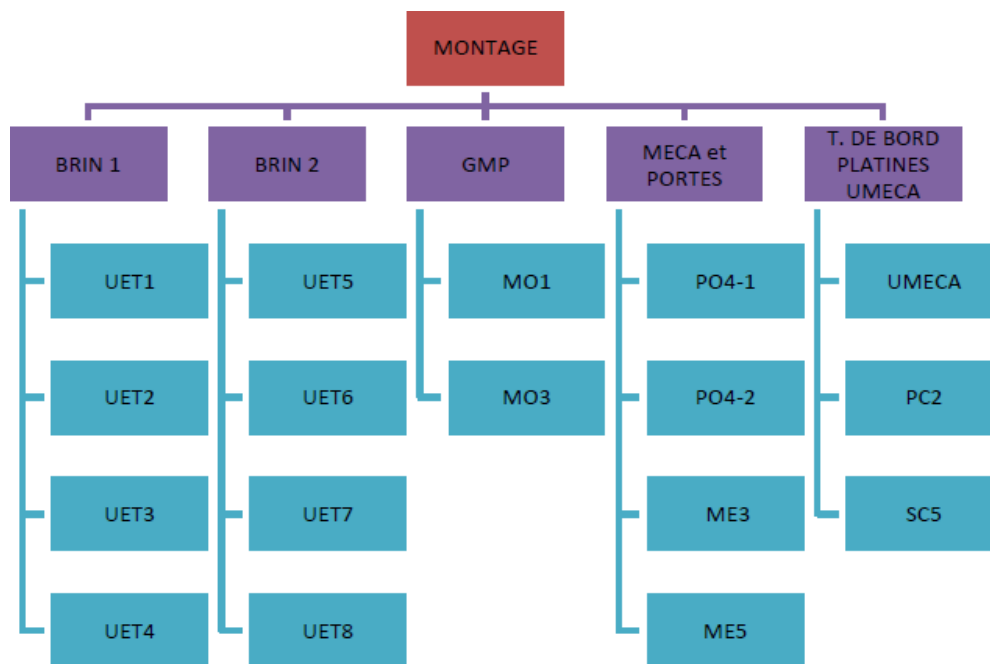 MONTAGE
BRIN 1
BRIN 2
GMP
MECA et
PORTES
T. DE BORD
PLATINES
UMECA
UET1
UET5
MO1
PO4-1
UMECA
UET2
UET6
MO3
PO4-2
PC2
UET3
UET7
ME3
SC5
UET4
UET8
ME5